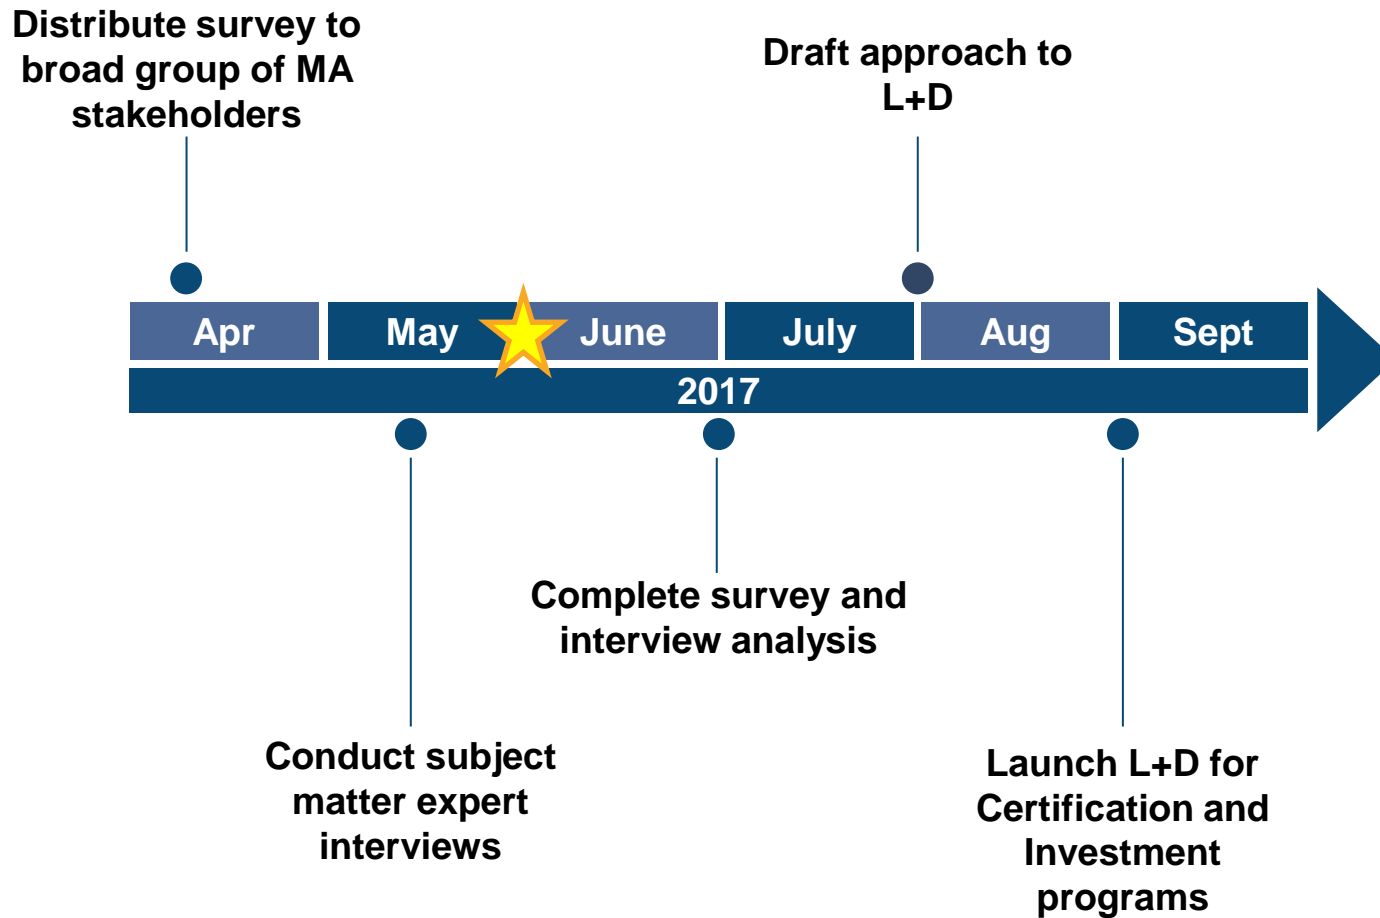 Distribute survey to
broad group of MA
stakeholders
Draft approach to
L+D
Apr
May
June
July
Aug
Sept
2017
Complete survey and
interview analysis
Conduct subject
matter expert
interviews
Launch L+D for
Certification and
Investment
programs